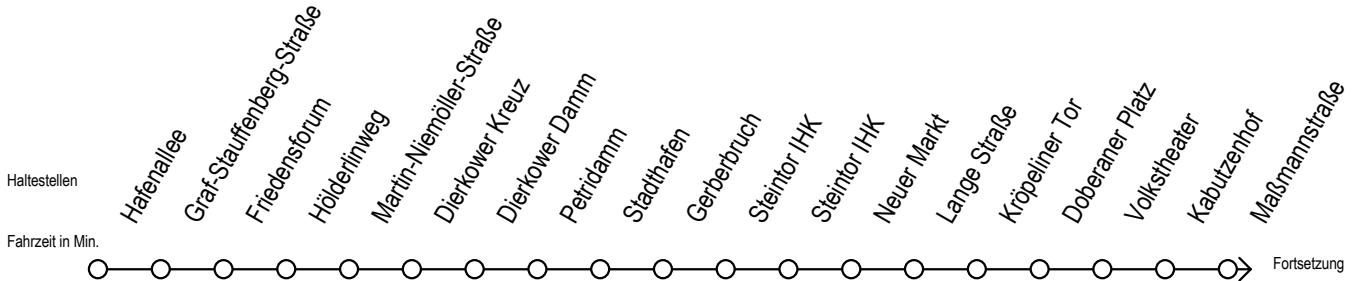 Haltestellen
Hafenallee
Graf-Stauffenberg-Straße
Friedensforum
Hölderlinweg
Martin-Niemöller-Straße
Dierkower Kreuz
Dierkower Damm
Petridamm
Stadthafen
Gerberbruch
Steintor IHK
Steintor IHK
Neuer Markt
Lange Straße
Kröpeliner Tor
Doberaner Platz
Volkstheater
Kabutzenhof
Maßmannstraße
Fahrzeit in Min.
Fortsetzung